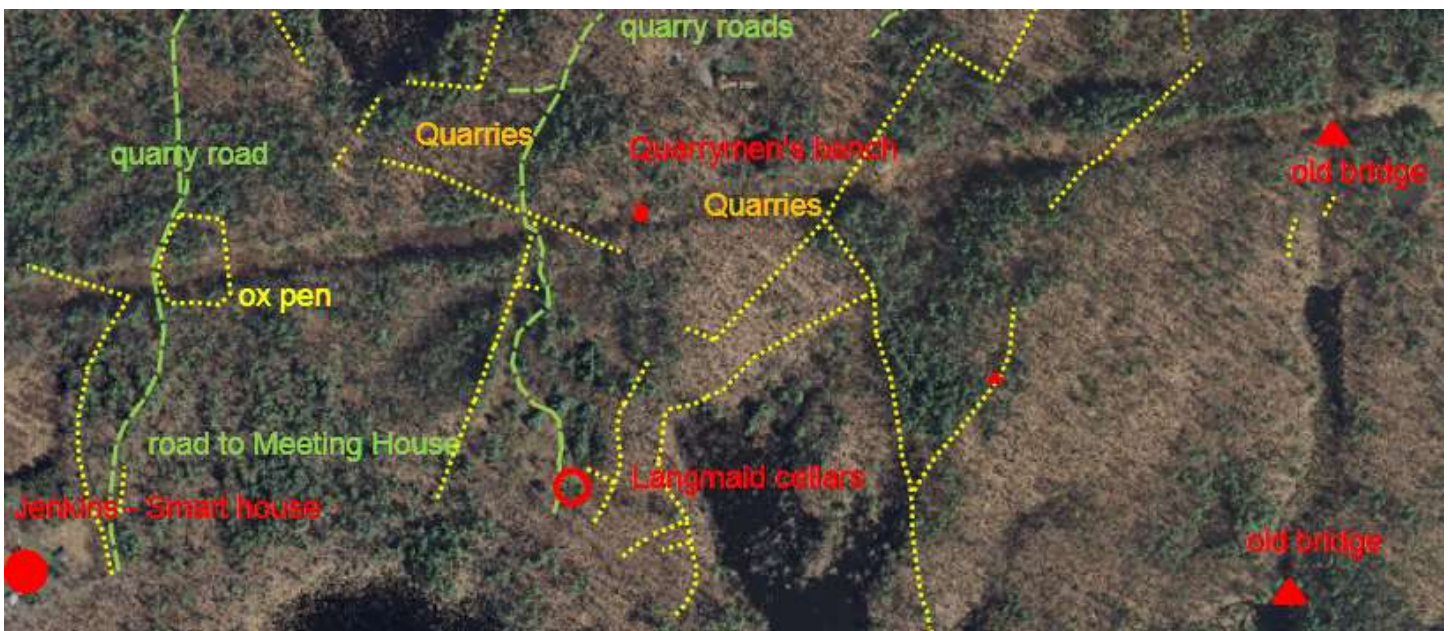 quarry roads
Quarries
quarry road
Quarrymen's bench
old bridge
Quarries
ox pen
road to Meeting House
Langmaid cellars
Jenkins - Smart house
old bridge